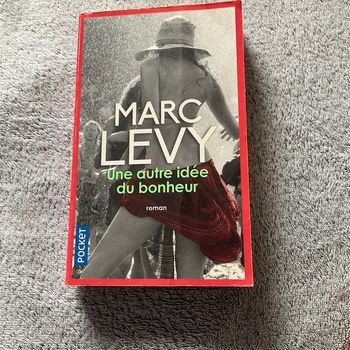 MARC
LEVY
Une autre idée
du bonheur
roman
POCKET